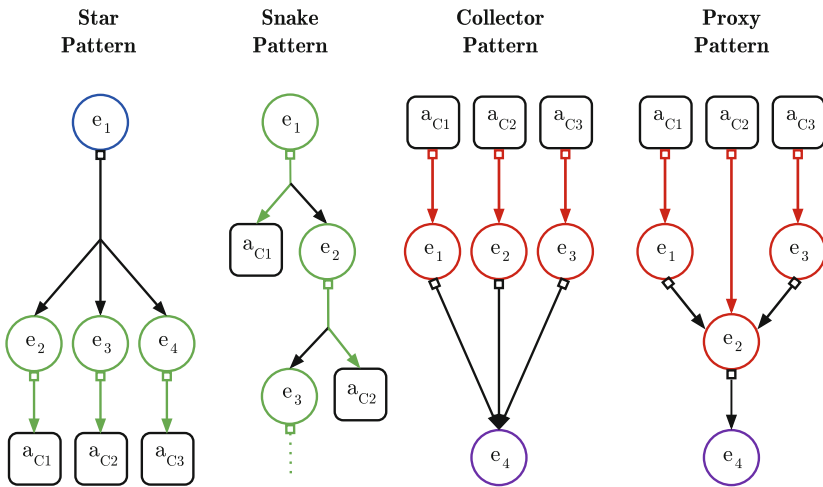 Star Pattern
Snake Pattern
Collector Pattern
Proxy Pattern
e1
e2
e3
e4
aC1
aC2
aC3
e1
aC1
e2
e3
aC2
aC1
aC2
aC3
e1
e2
e3
e4
aC1
aC2
aC3
e1
e3
e2
e4